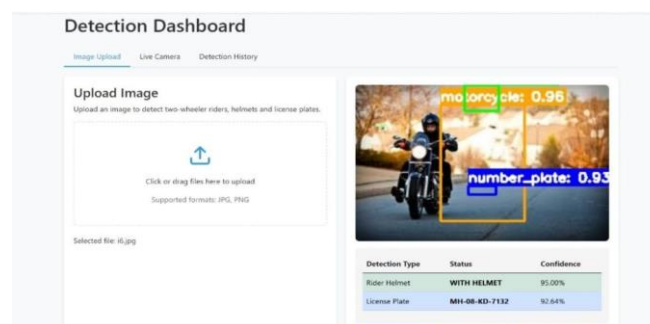 Detection Dashboard
Image Upload Live Camera Detection History
Upload Image
Upload an image to detect two-wheeler riders, helmets and license plates.
Click or drag files here to upload
Supported formats: JPG, PNG
Selected file: i6.jpg
motorcycle: 0.96
number_plate: 0.93
Detection Type Status Confidence
Rider Helmet WITH HELMET 95.00%
License Plate MH-08-KD-7132 92.64%